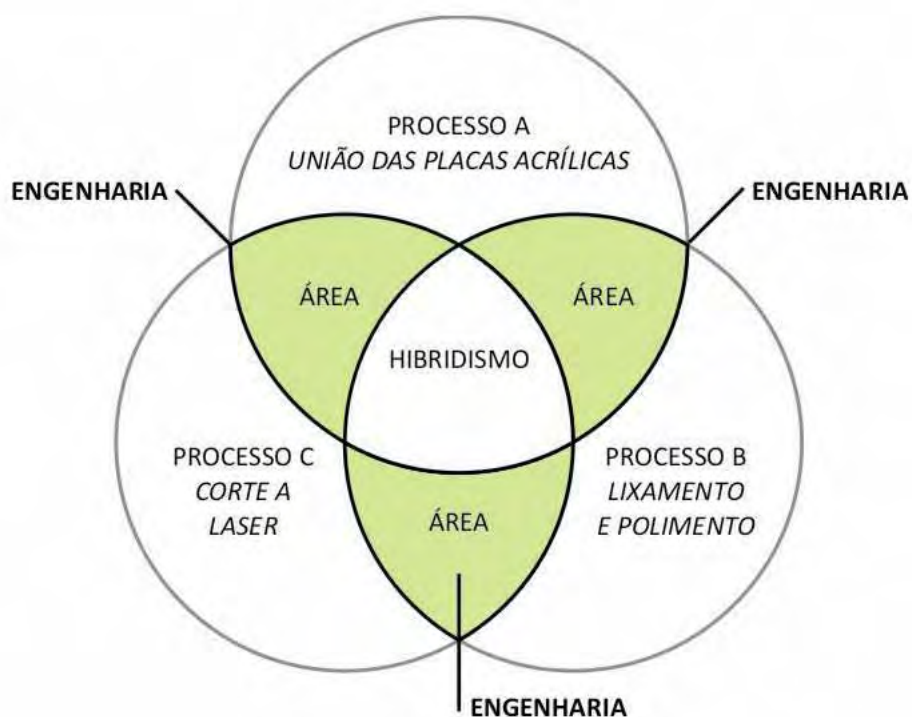 PROCESSO A
UNIÃO DAS PLACAS ACRÍLICAS
ENGENHARIA
ENGENHARIA
ÁREA
ÁREA
HIBRIDISMO
PROCESSO C
CORTE A
LASER
PROCESSO B
LIXAMENTO
E POLIMENTO
ÁREA
ENGENHARIA